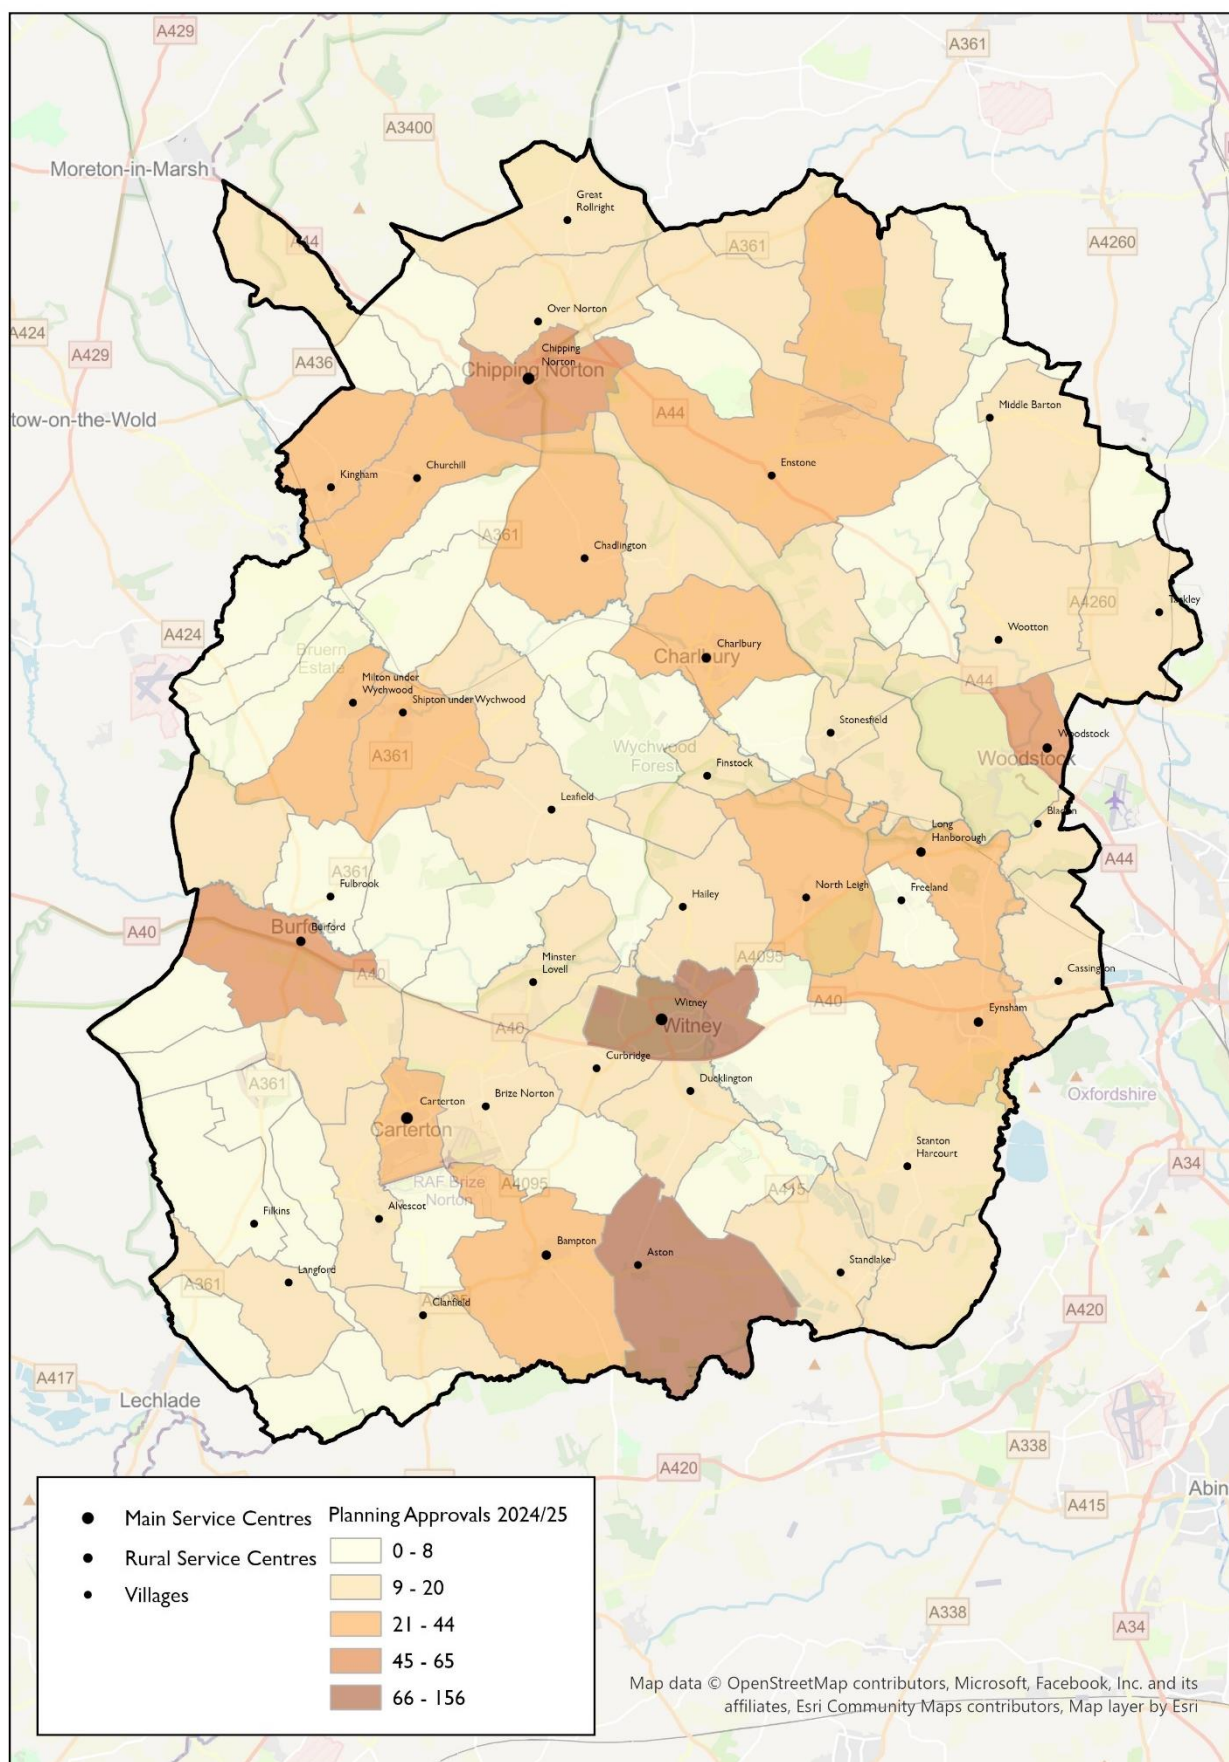 A429
A361
A3400
Moreton-in-Marsh
Great
Rollright
A44
A361
A4260
Over Norton
A424
A429
A436
Chipping
Norton
Chipping Norton
A44
Middle Barton
tow-on-the-Wold
Kingham
Churchill
Enstone
A361
Chadlington
A4260
Tackley
A424
Bruern
Estate
Charlbury
Charlbury
Wootton
A44
Milton under
Wychwood
Shipton under Wychwood
Stonesfield
Woodstock
Woodstock
Wychwood
Forest
A361
Finstock
Leafield
Bladon
Long
Hanborough
A44
A361
Fulbrook
Hailey
North Leigh
Freeland
A40
Burford
Burford
A40
A4095
Minster
Lovell
Cassington
A40
Witney
Witney
A40
Eynsham
Curbridge
A361
Ducklington
Oxfordshire
Carterton
Carterton
Brize Norton
Stanton
Harcourt
A34
RAF Brize
Norton
A4095
A415
Alvescot
Filkins
Bampton
Aston
Standlake
A361
Langford
A4095
Clanfield
A420
A417
Lechlade
A420
A338
A415
Abin
A338
A34
Main Service Centres
Rural Service Centres
Villages
Planning Approvals 2024/25
0 - 8
9 - 20
21 - 44
45 - 65
66 - 156
Map data © OpenStreetMap contributors, Microsoft, Facebook, Inc. and its
affiliates, Esri Community Maps contributors, Map layer by Esri